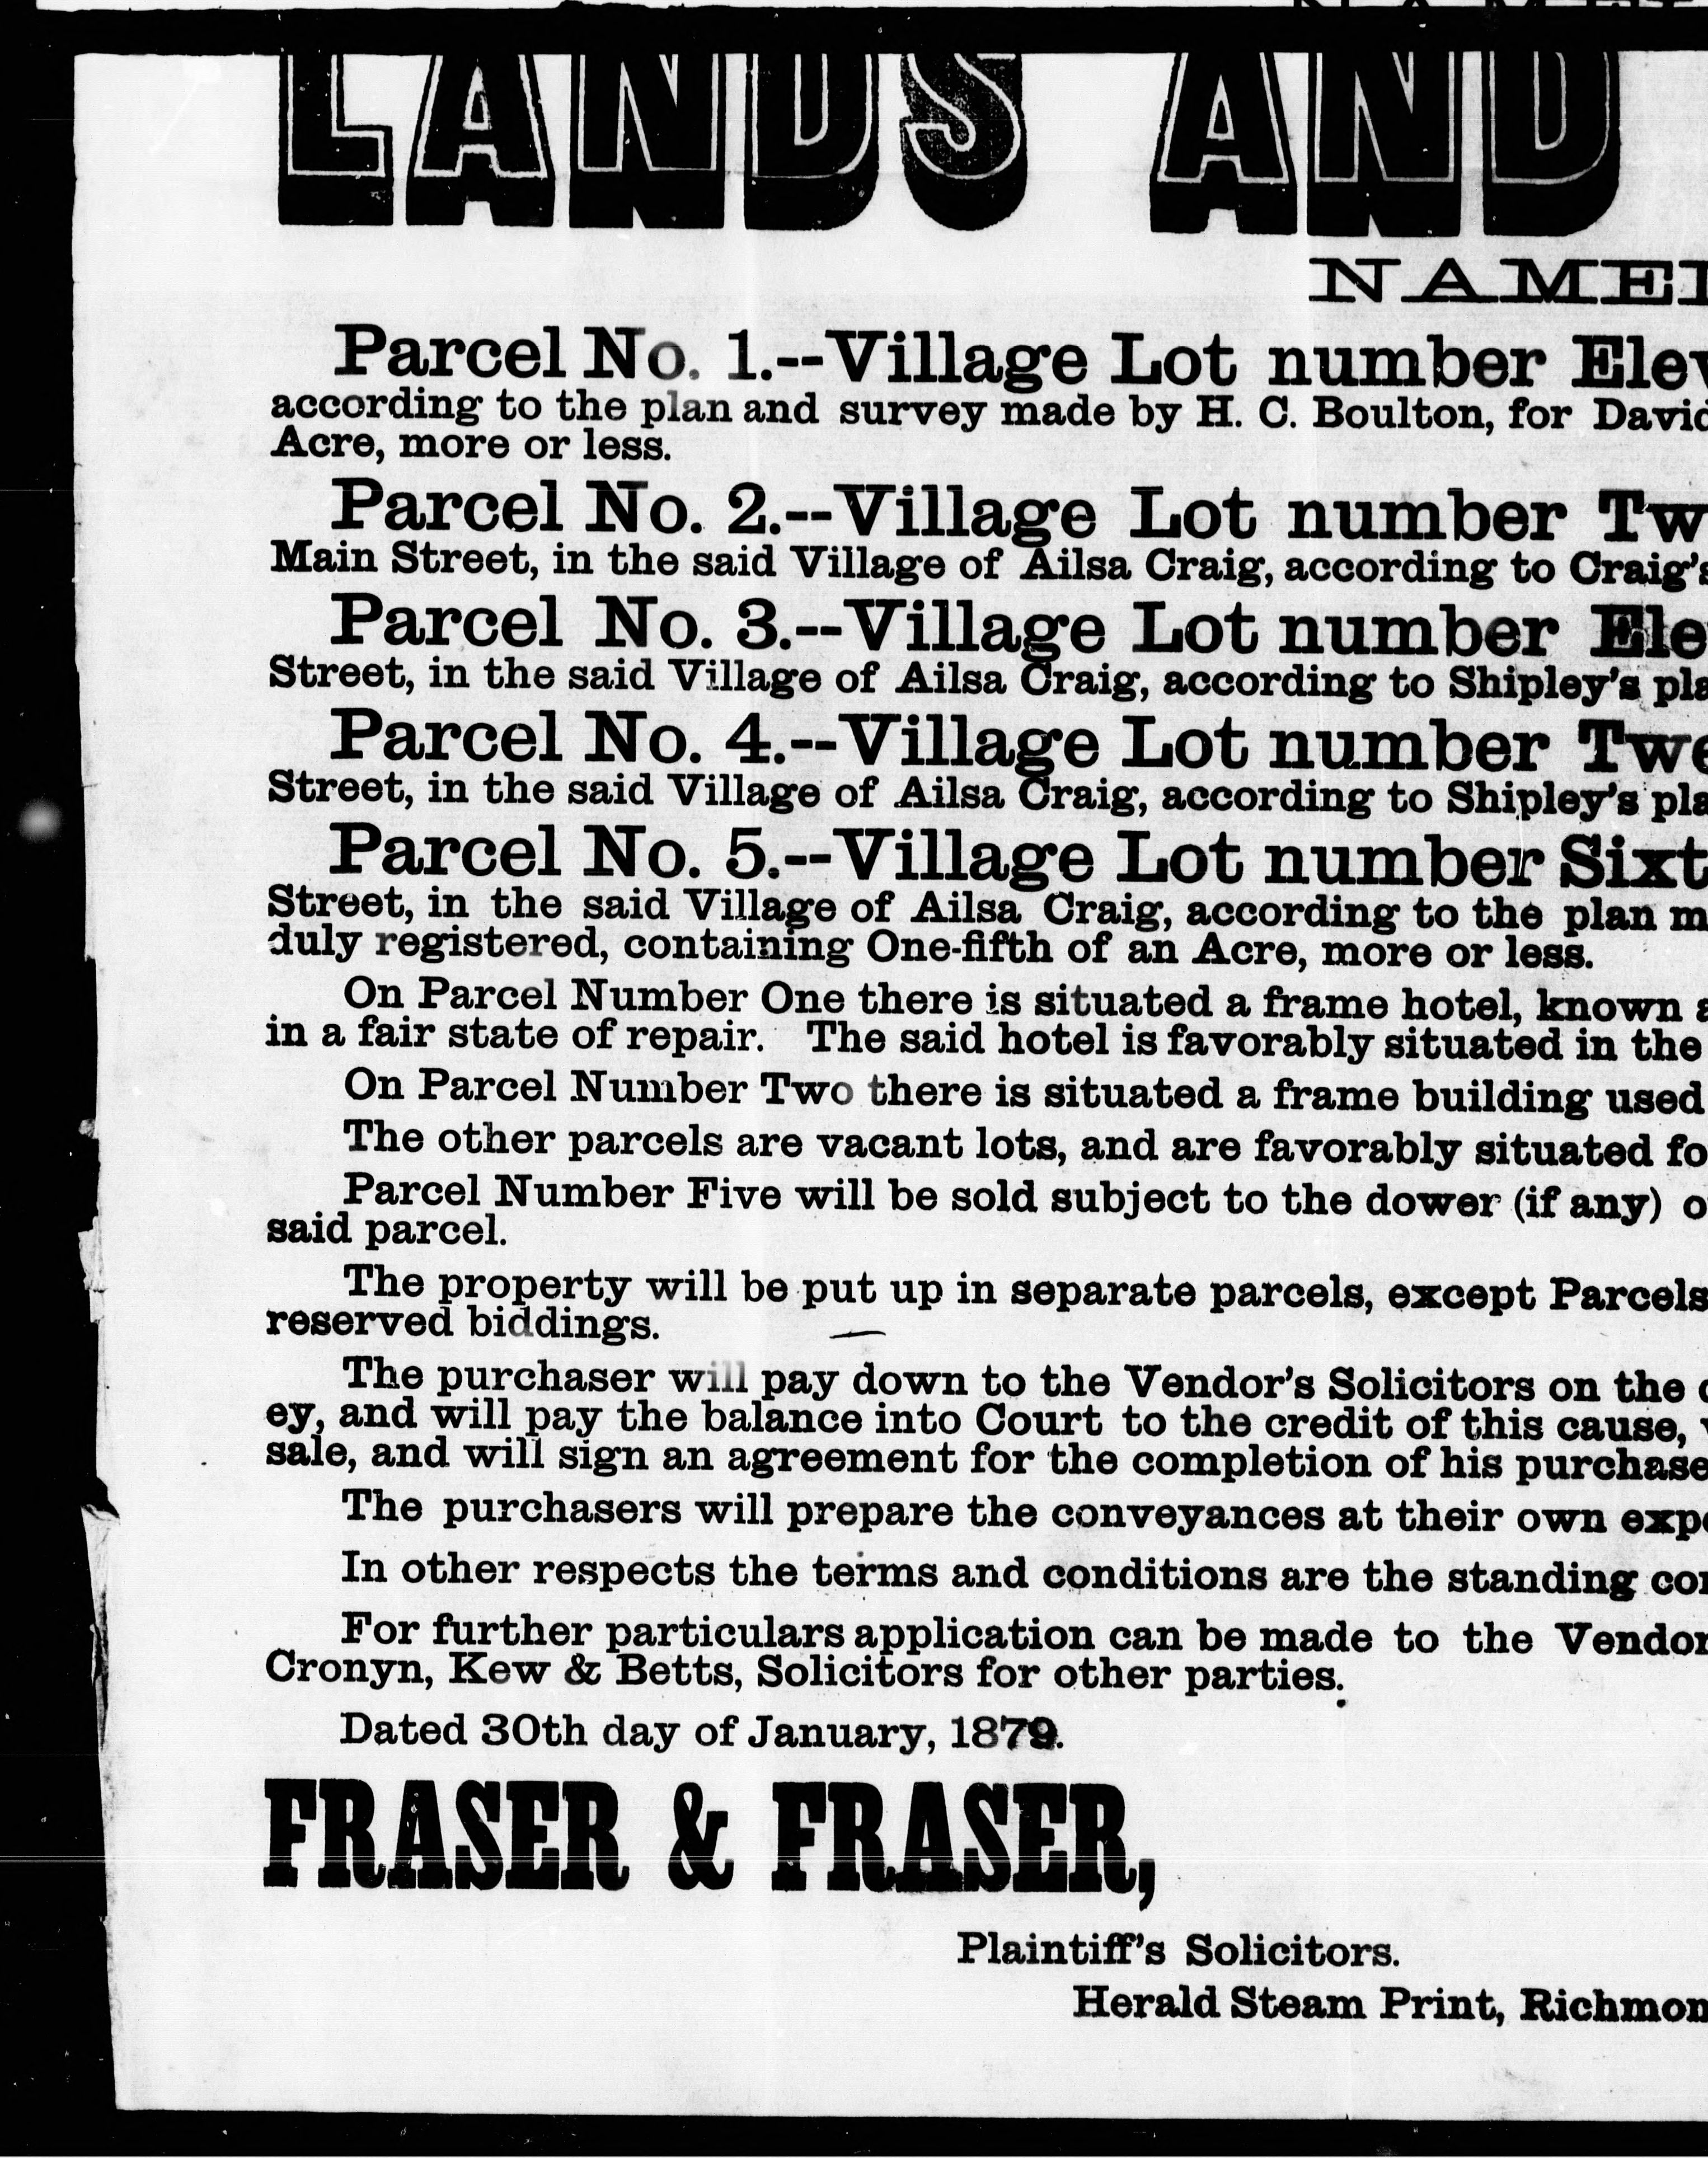 LANDS AND
NAMEL
Parcel No. 1.--Village Lot number Elev
according to the plan and survey made by H. C. Boulton, for David
Acre, more or less.
Parcel No. 2.--Village Lot number Tw
Main Street, in the said Village of Ailsa Craig, according to Craig's
Parcel No. 3.--Village Lot number Ele
Street, in the said Village of Ailsa Craig, according to Shipley's pla
Parcel No. 4.--Village Lot number Twe
Street, in the said Village of Ailsa Craig, according to Shipley's pla
Parcel No. 5.--Village Lot number Sixt
Street, in the said Village of Ailsa Craig, according to the plan m
duly registered, containing One-fifth of an Acre, more or less.
On Parcel Number One there is situated a frame hotel, known a
in a fair state of repair. The said hotel is favorably situated in the
On Parcel Number Two there is situated a frame building used
The other parcels are vacant lots, and are favorably situated fo
Parcel Number Five will be sold subject to the dower (if any) o
said parcel.
The property will be put up in separate parcels, except Parcels
reserved biddings.
The purchaser will pay down to the Vendor's Solicitors on the
ey, and will pay the balance into Court to the credit of this cause,
sale, and will sign an agreement for the completion of his purchase
The purchasers will prepare the conveyances at their own expe
In other respects the terms and conditions are the standing con
For further particulars application can be made to the Vendor
Cronyn, Kew & Betts, Solicitors for other parties.
Dated 30th day of January, 1879.
FRASER & FRASER,
Plaintiff's Solicitors.
Herald Steam Print, Richmon